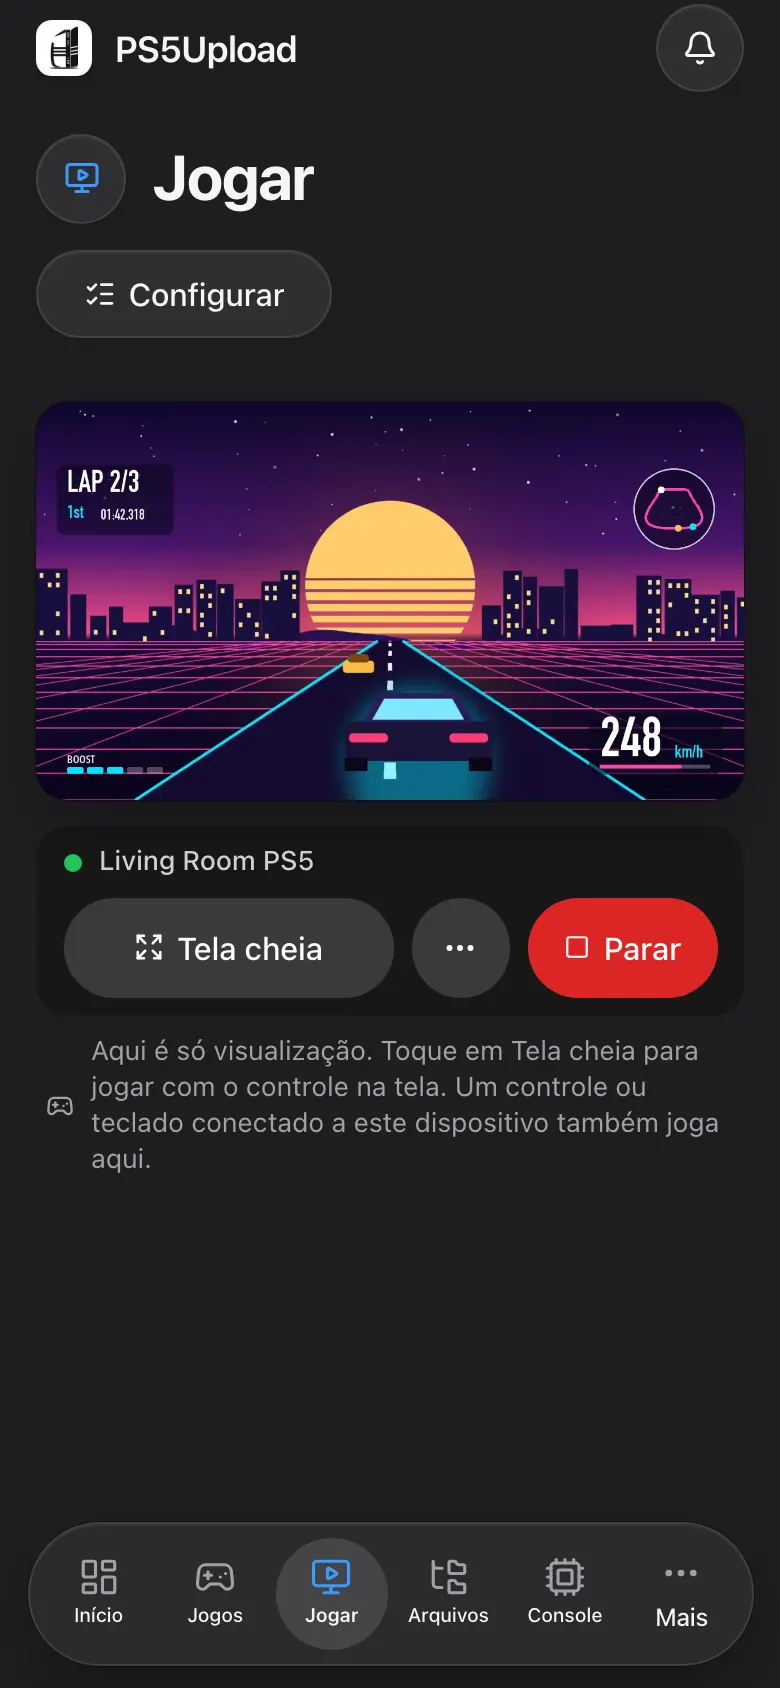 PS5Upload
Jogar
Configurar
LAP 2/3
1st 01:42.318
BOOST
248 km/h
Living Room PS5
Tela cheia
Parar
Aqui é só visualização. Toque em Tela cheia para
jogar com o controle na tela. Um controle ou
teclado conectado a este dispositivo também joga
aqui.
Início
Jogos
Jogar
Arquivos
Console
Mais